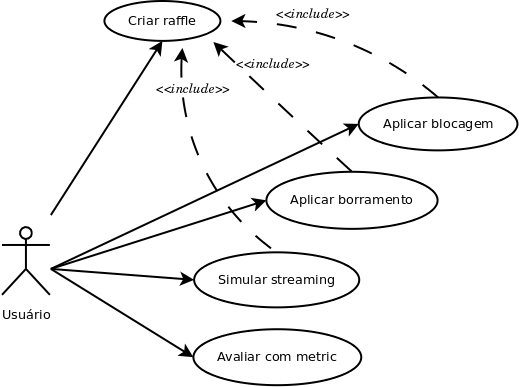 Criar raffle
<<include>>
<<include>>
<<include>>
Aplicar blocagem
Aplicar borramento
Simular streaming
Usuário
Avaliar com metric